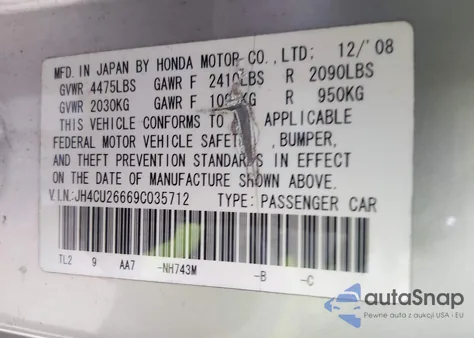 MFD. IN JAPAN BY HONDA MOTOR CO., LTD; 12/'08
GVWR 4475LBS GAWR F 2410LBS R 2090LBS
GVWR 2030KG GAWR F KG R 950KG
THIS VEHICLE CONFORMS TO APPLICABLE
FEDERAL MOTOR VEHICLE , BUMPER,
AND THEFT PREVENTION STANDARDS IN EFFECT
ON THE DATE OF MANUFACTURE SHOWN ABOVE.
V.I.N.: JH4CU26669C035712 TYPE: PASSENGER CAR
TL2 9 AA7 -NH743M -B -C
autaSnap
Pewne auta z aukcji USA - EU